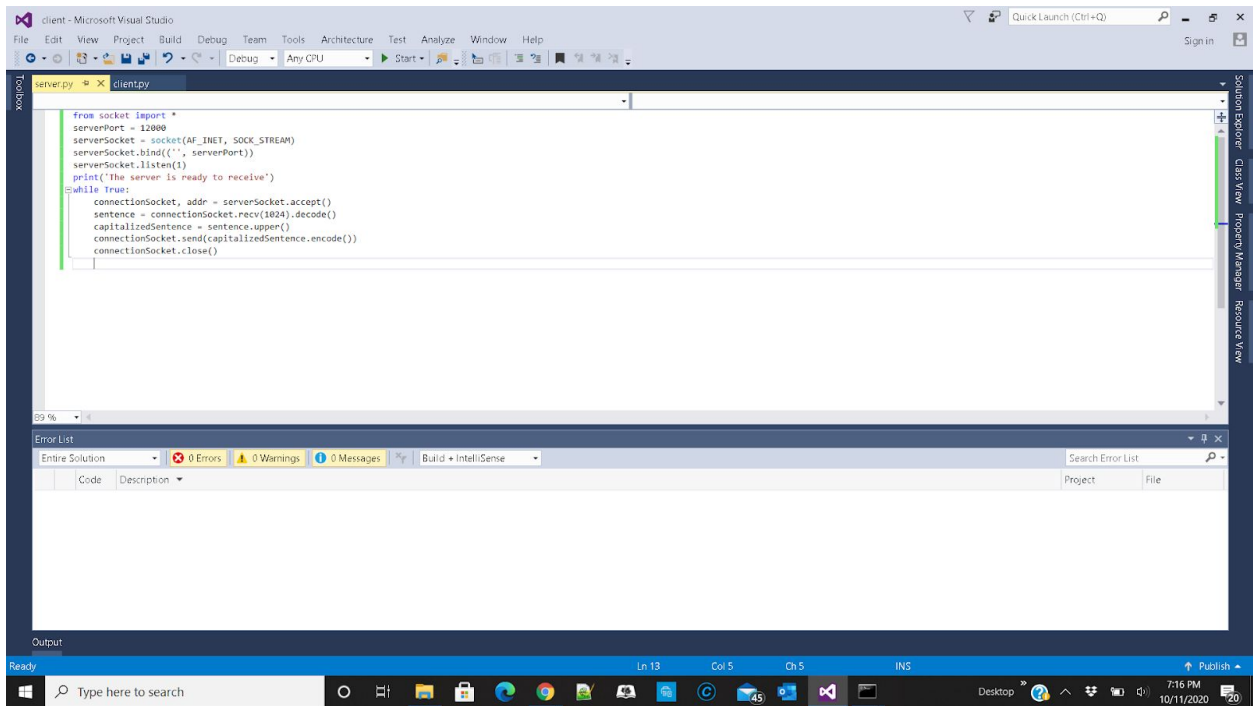 client - Microsoft Visual Studio
Quick Launch (Ctrl+Q)
File Edit View Project Build Debug Team Tools Architecture Test Analyze Window Help
Sign in
Debug Any CPU Start
server.py client.py
Toolbox
Solution Explorer
Class View
Property Manager
Resource View
from socket import *
serverPort = 12000
serverSocket = socket(AF_INET, SOCK_STREAM)
serverSocket.bind(('', serverPort))
serverSocket.listen(1)
print('The server is ready to receive')
while True:
    connectionSocket, addr = serverSocket.accept()
    sentence = connectionSocket.recv(1024).decode()
    capitalizedSentence = sentence.upper()
    connectionSocket.send(capitalizedSentence.encode())
    connectionSocket.close()
89 %
Error List
Entire Solution 0 Errors 0 Warnings 0 Messages Build + IntelliSense Search Error List
Code Description Project File
Output
Ready Ln 13 Col 5 Ch 5 INS Publish
Type here to search
45
Desktop
7:16 PM
10/11/2020
20